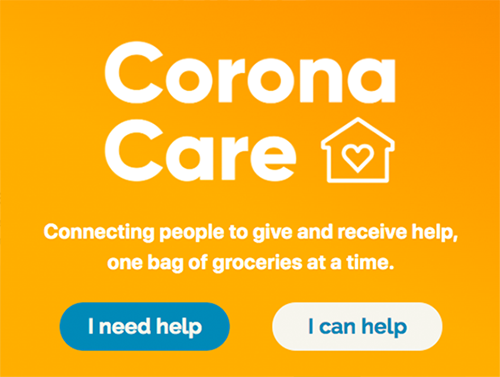 Corona
Care
Connecting people to give and receive help,
one bag of groceries at a time.
I need help
I can help